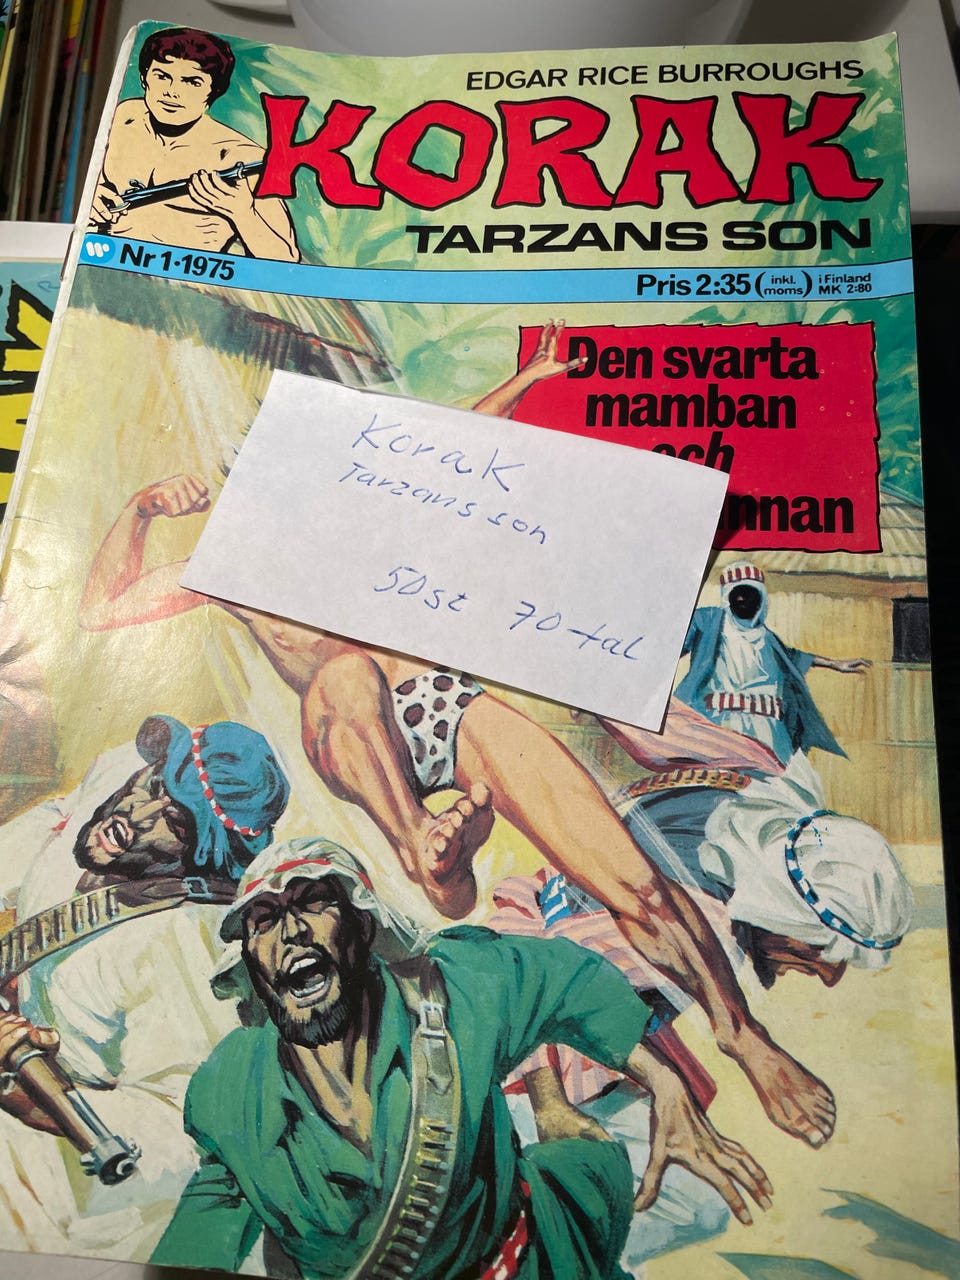 EDGAR RICE BURROUGHS
KORAK
TARZANS SON
Nr 1·1975
Pris 2:35 (inkl. moms) i Finland MK 2:80
Den svarta
mamban
och
Korak
Tarzans son
50st 70-tal